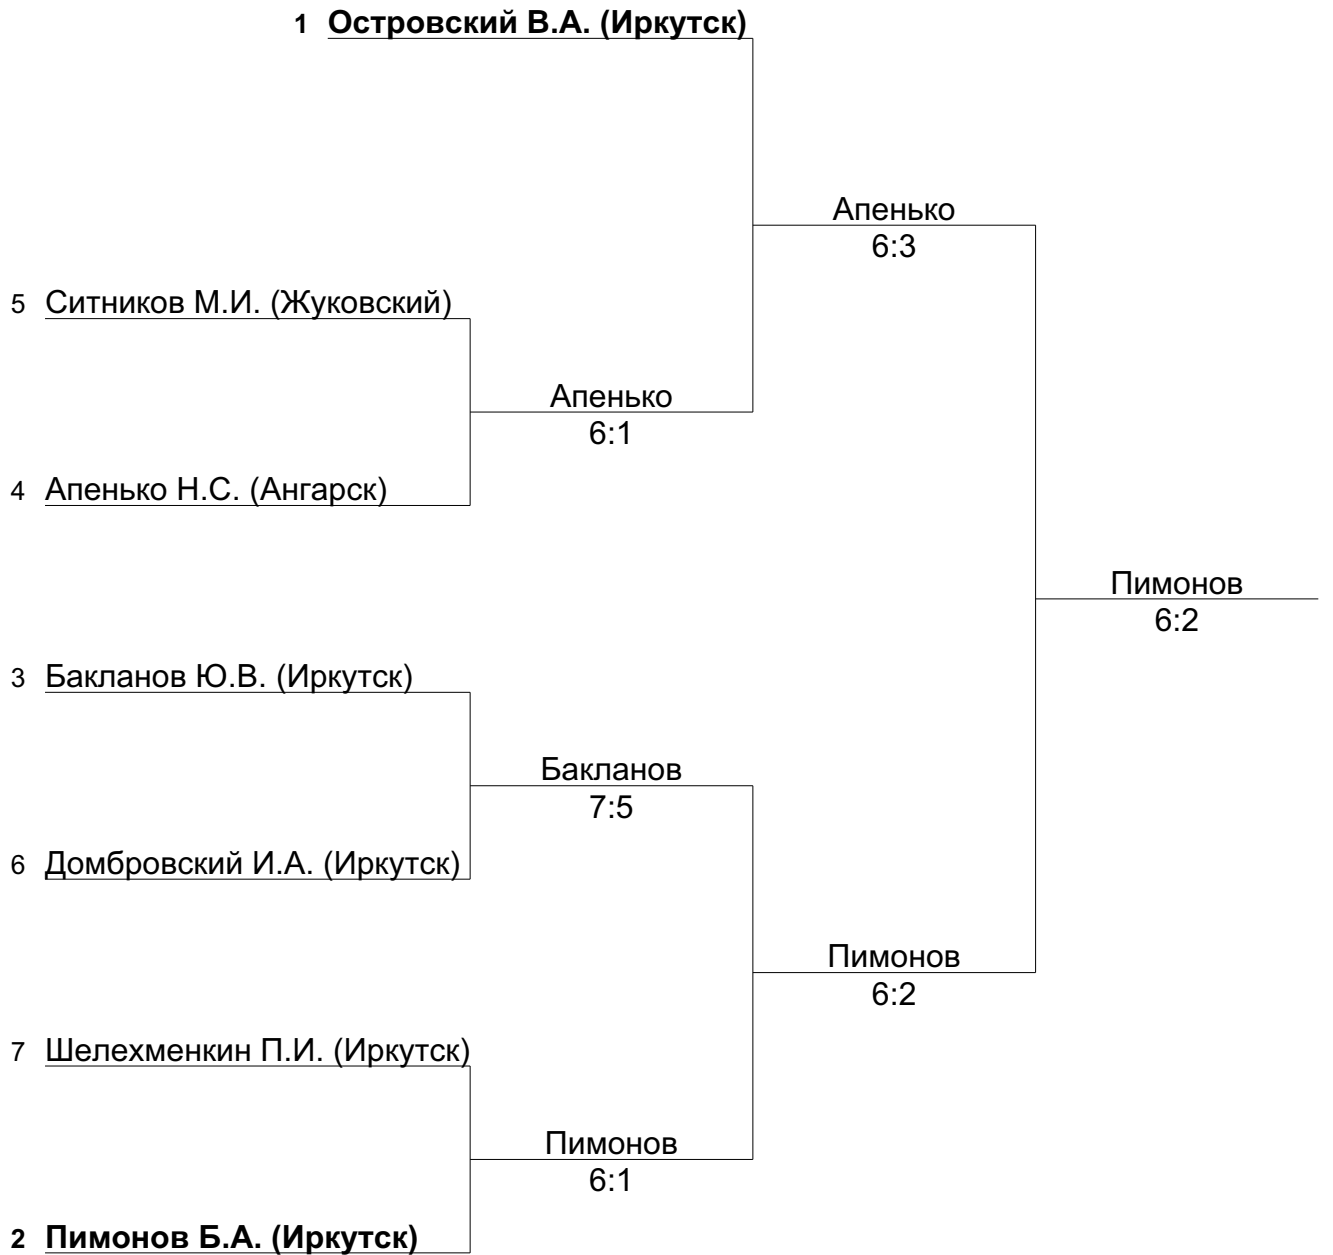 1 Островский В.А. (Иркутск)
Апенько
6:3
5 Ситников М.И. (Жуковский)
Апенько
6:1
4 Апенько Н.С. (Ангарск)
Пимонов
6:2
3 Бакланов Ю.В. (Иркутск)
Бакланов
7:5
6 Домбровский И.А. (Иркутск)
Пимонов
6:2
7 Шелехменкин П.И. (Иркутск)
Пимонов
6:1
2 Пимонов Б.А. (Иркутск)